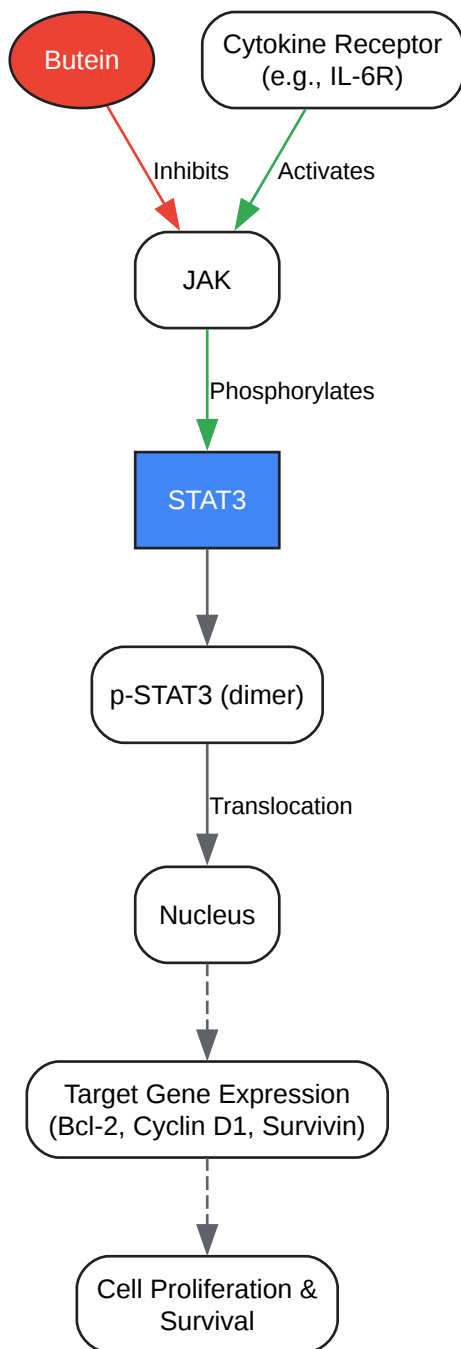 Butein
Cytokine Receptor
(e.g., IL-6R)
Inhibits
Activates
JAK
Phosphorylates
STAT3
p-STAT3 (dimer)
Translocation
Nucleus
Target Gene Expression
(Bcl-2, Cyclin D1, Survivin)
Cell Proliferation &
Survival